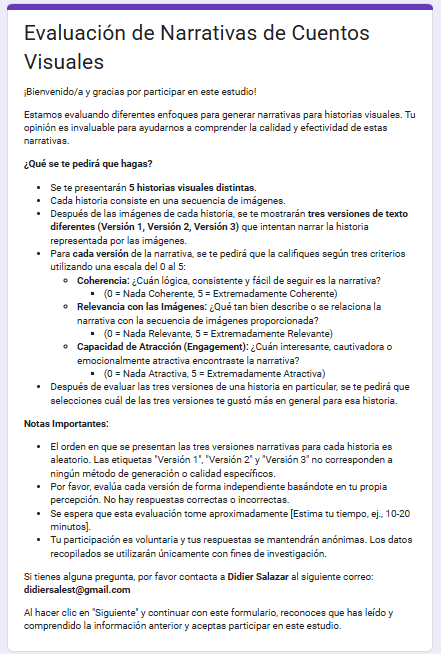 Evaluación de Narrativas de Cuentos
Visuales
¡Bienvenido/a y gracias por participar en este estudio!
Estamos evaluando diferentes enfoques para generar narrativas para historias visuales. Tu
opinión es invaluable para ayudarnos a comprender la calidad y efectividad de estas
narrativas.
¿Qué se te pedirá que hagas?
• Se te presentarán 5 historias visuales distintas.
• Cada historia consiste en una secuencia de imágenes.
• Después de las imágenes de cada historia, se te mostrarán tres versiones de texto
diferentes (Versión 1, Versión 2, Versión 3) que intentan narrar la historia
representada por las imágenes.
• Para cada versión de la narrativa, se te pedirá que la califiques según tres criterios
utilizando una escala del 0 al 5:
Coherencia: ¿Cuán lógica, consistente y fácil de seguir es la narrativa?
(0 = Nada Coherente, 5 = Extremadamente Coherente)
Relevancia con las Imágenes: ¿Qué tan bien describe o se relaciona la
narrativa con la secuencia de imágenes proporcionada?
(0 = Nada Relevante, 5 = Extremadamente Relevante)
Capacidad de Atracción (Engagement): ¿Cuán interesante, cautivadora o
emocionalmente atractiva encontraste la narrativa?
(0 = Nada Atractiva, 5 = Extremadamente Atractiva)
• Después de evaluar las tres versiones de una historia en particular, se te pedirá que
selecciones cuál de las tres versiones te gustó más en general para esa historia.
Notas Importantes:
• El orden en que se presentan las tres versiones narrativas para cada historia es
aleatorio. Las etiquetas "Versión 1", "Versión 2" y "Versión 3" no corresponden a
ningún método de generación o calidad específicos.
• Por favor, evalúa cada versión de forma independiente basándote en tu propia
percepción. No hay respuestas correctas o incorrectas.
• Se espera que esta evaluación tome aproximadamente [Estima tu tiempo, ej., 10-20
minutos].
• Tu participación es voluntaria y tus respuestas se mantendrán anónimas. Los datos
recopilados se utilizarán únicamente con fines de investigación.
Si tienes alguna pregunta, por favor contacta a Didier Salazar al siguiente correo:
didiersalest@gmail.com
Al hacer clic en "Siguiente" y continuar con este formulario, reconoces que has leído y
comprendido la información anterior y aceptas participar en este estudio.